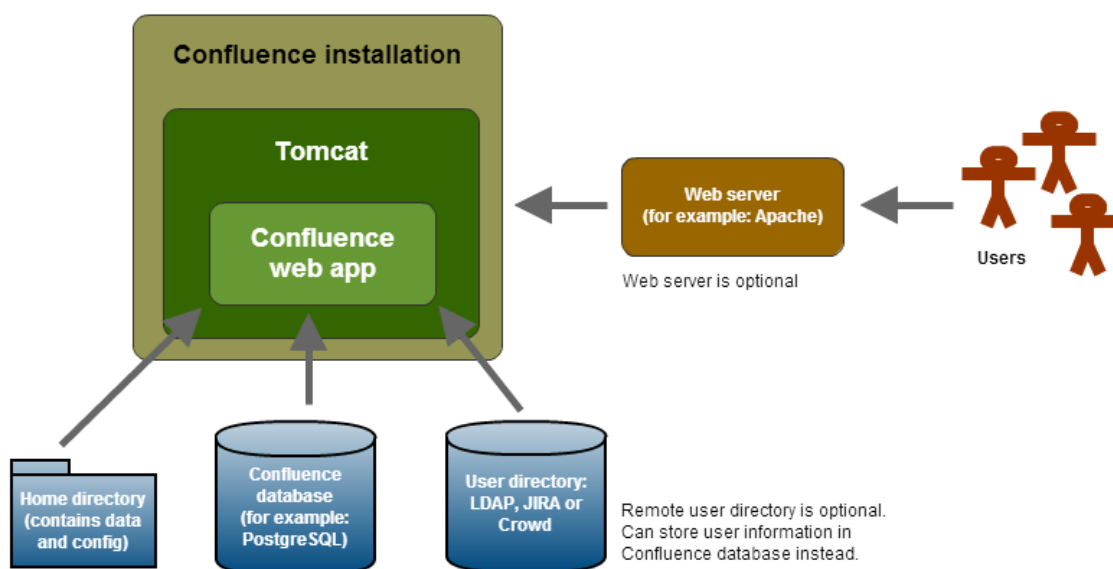 Confluence installation
Tomcat
Confluence
web app
Web server
(for example: Apache)
Web server is optional
Users
Home directory
(contains data
and config)
Confluence
database
(for example:
PostgreSQL)
User directory:
LDAP, JIRA or
Crowd
Remote user directory is optional.
Can store user information in
Confluence database instead.